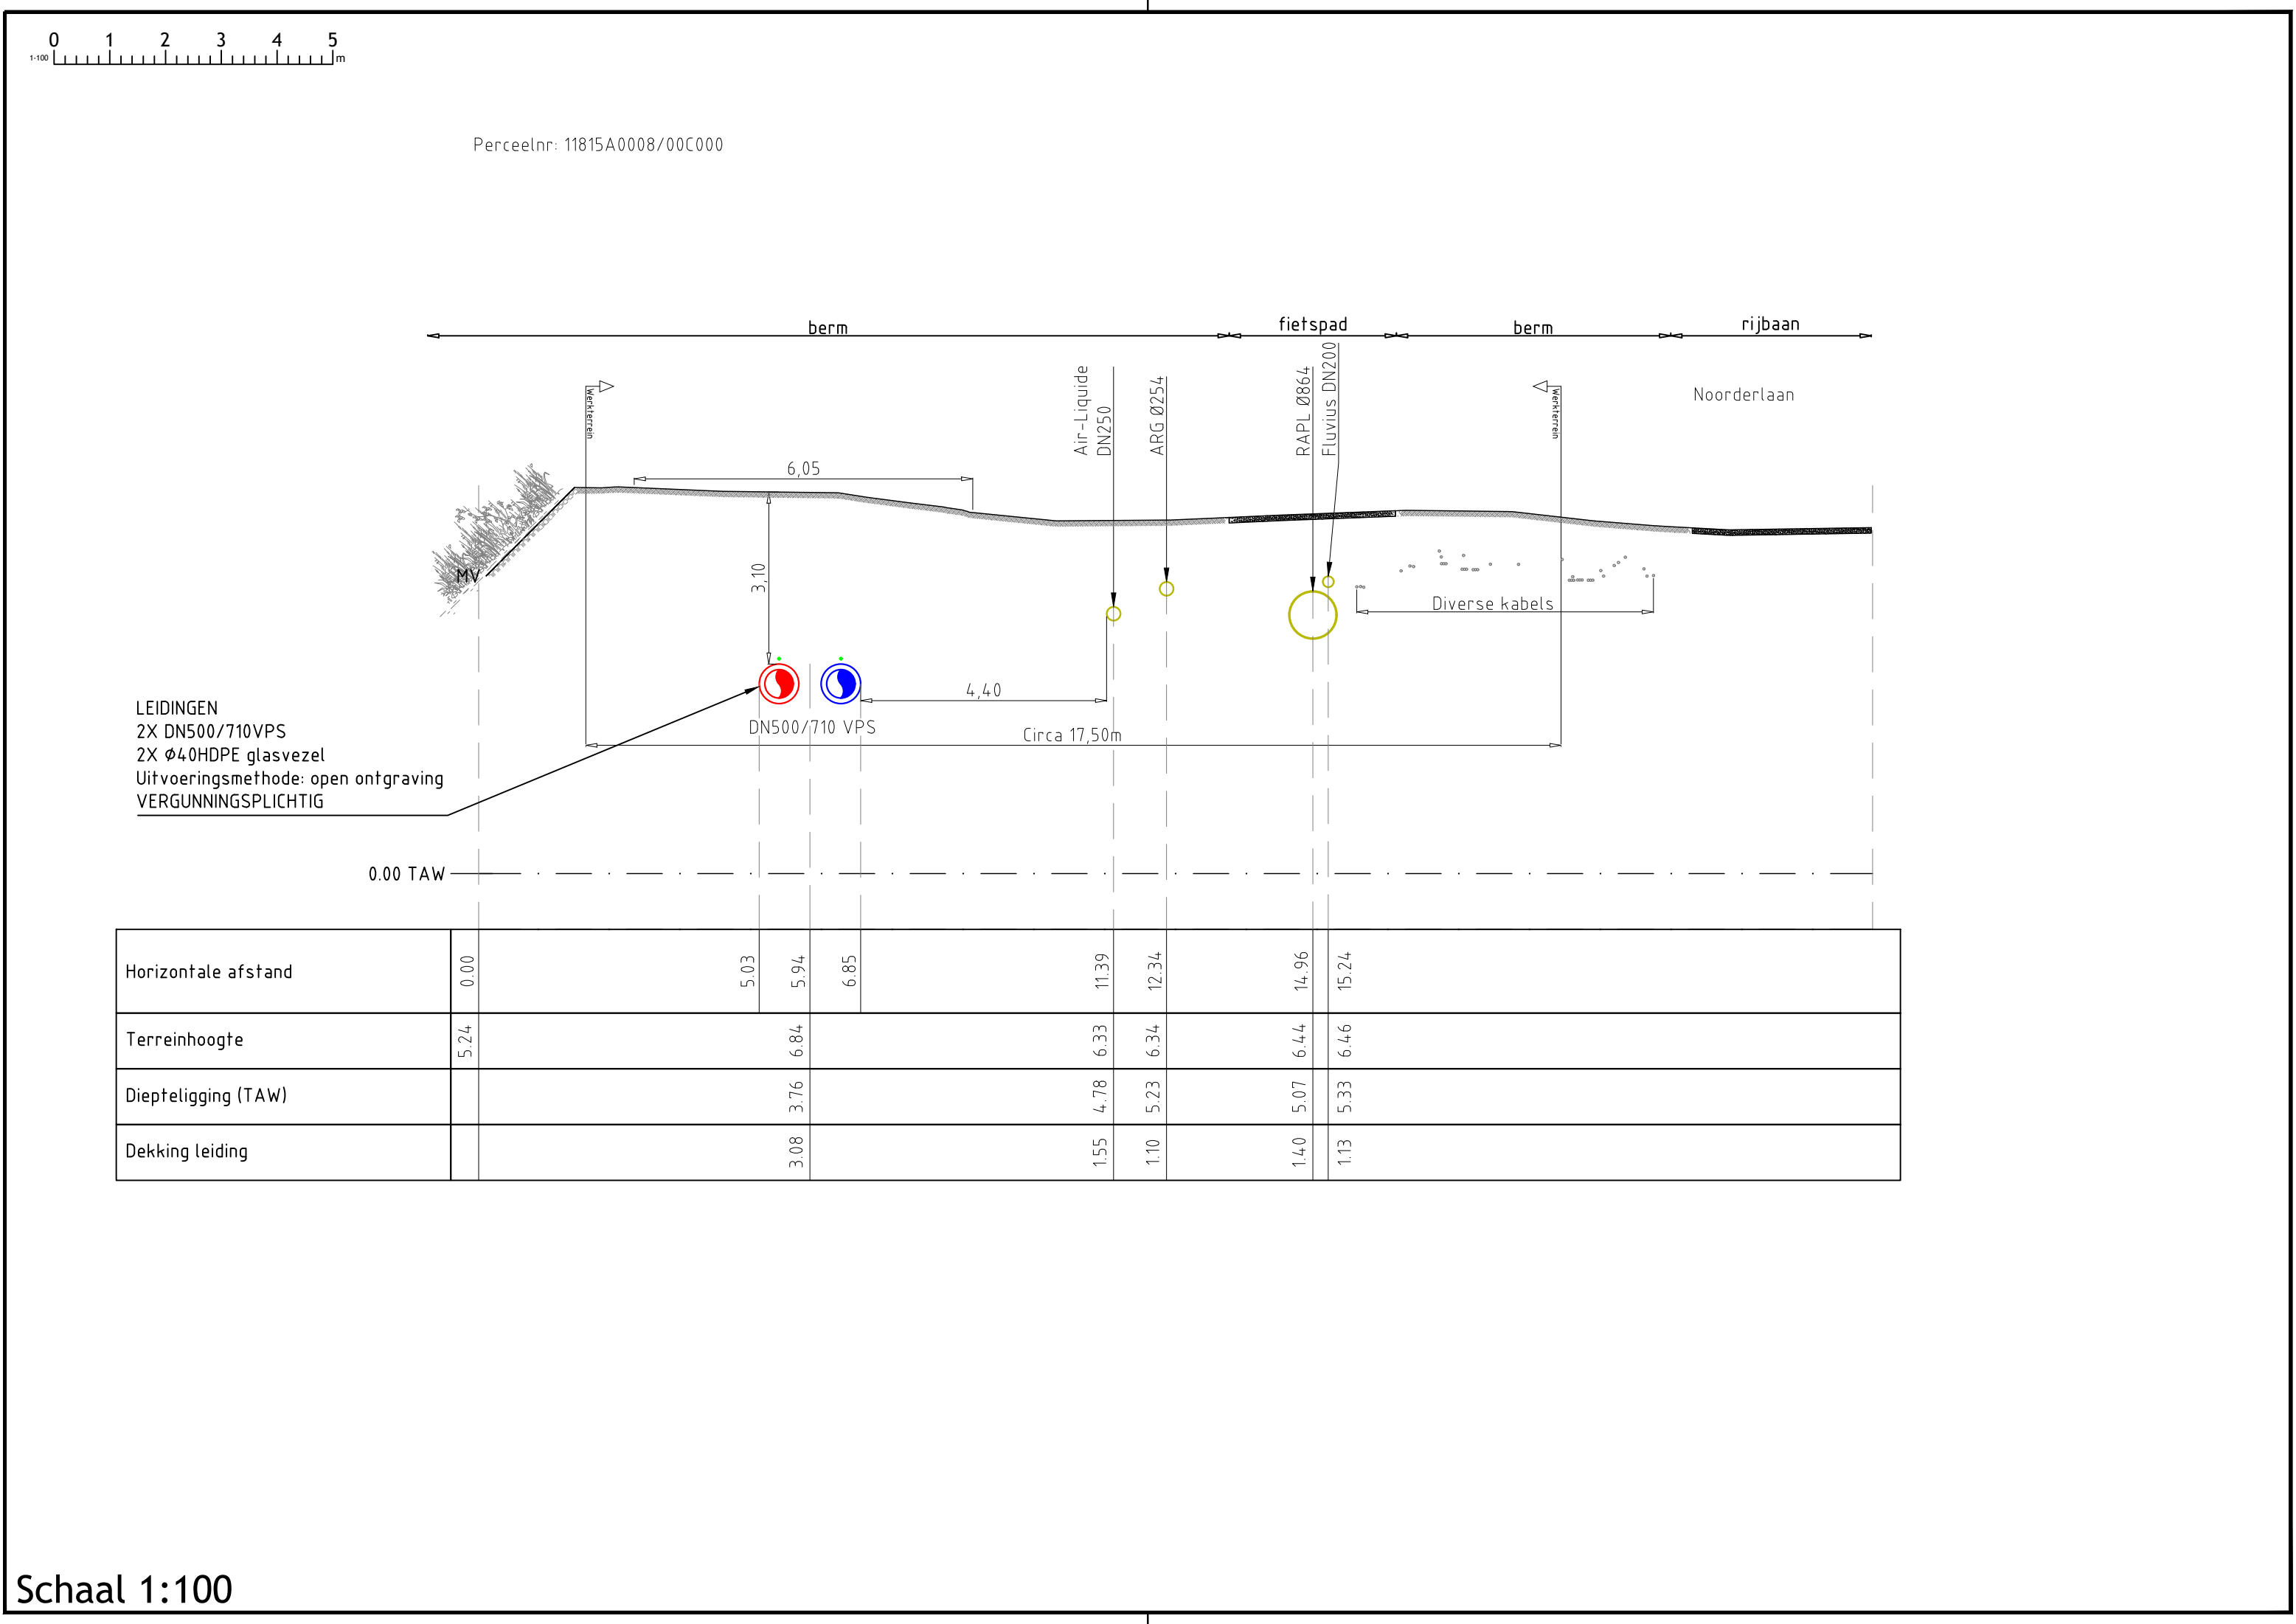 0 1 2 3 4 5
1-100 m
Perceelnr: 11815A0008/00C000
berm fietspad berm rijbaan
Werkterrein
Air-Liquide
DN250
ARG Ø254
RAPL Ø864
Fluvius DN200
Werkterrein
Noorderlaan
6,05
MV
3,10
Diverse kabels
4,40
DN500/710 VPS
Circa 17,50m
LEIDINGEN
2X DN500/710VPS
2X Ø40HDPE glasvezel
Uitvoeringsmethode: open ontgraving
VERGUNNINGSPLICHTIG
0.00 TAW
Horizontale afstand 0.00 5.03 5.94 6.85 11.39 12.34 14.96 15.24
Terreinhoogte 5.24 6.84 6.33 6.34 6.44 6.46
Diepteligging (TAW) 3.76 4.78 5.23 5.07 5.33
Dekking leiding 3.08 1.55 1.10 1.40 1.13
Schaal 1:100